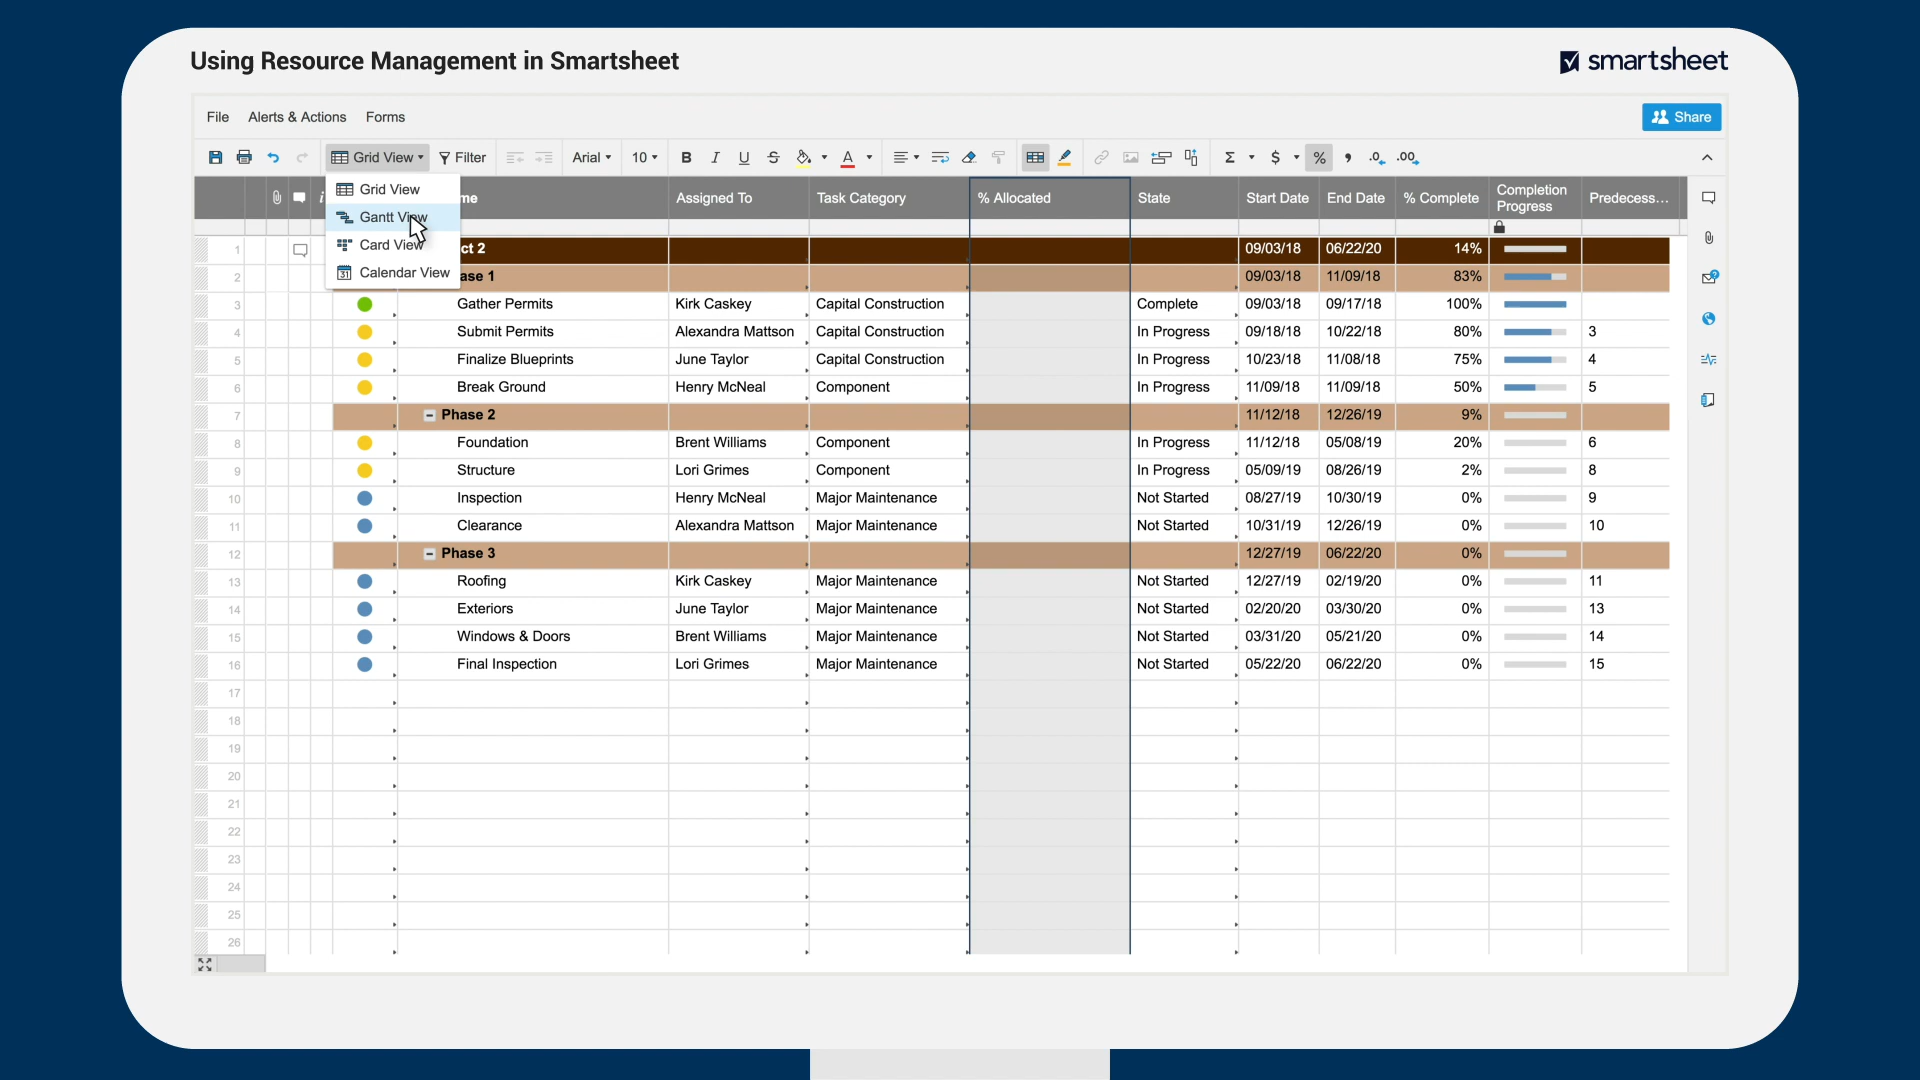 Using Resource Management in Smartsheet
smartsheet
File Alerts & Actions Forms
Share
Grid View Filter Arial 10 B I U S A Σ $ % , .0 .00
Grid View
Gantt View
Card View
31 Calendar View
me Assigned To Task Category % Allocated State Start Date End Date % Complete Completion Progress Predecess...
1 ct 2 09/03/18 06/22/20 14%
2 ase 1 09/03/18 11/09/18 83%
3 Gather Permits Kirk Caskey Capital Construction Complete 09/03/18 09/17/18 100%
4 Submit Permits Alexandra Mattson Capital Construction In Progress 09/18/18 10/22/18 80% 3
5 Finalize Blueprints June Taylor Capital Construction In Progress 10/23/18 11/08/18 75% 4
6 Break Ground Henry McNeal Component In Progress 11/09/18 11/09/18 50% 5
7 Phase 2 11/12/18 12/26/19 9%
8 Foundation Brent Williams Component In Progress 11/12/18 05/08/19 20% 6
9 Structure Lori Grimes Component In Progress 05/09/19 08/26/19 2% 8
10 Inspection Henry McNeal Major Maintenance Not Started 08/27/19 10/30/19 0% 9
11 Clearance Alexandra Mattson Major Maintenance Not Started 10/31/19 12/26/19 0% 10
12 Phase 3 12/27/19 06/22/20 0%
13 Roofing Kirk Caskey Major Maintenance Not Started 12/27/19 02/19/20 0% 11
14 Exteriors June Taylor Major Maintenance Not Started 02/20/20 03/30/20 0% 13
15 Windows & Doors Brent Williams Major Maintenance Not Started 03/31/20 05/21/20 0% 14
16 Final Inspection Lori Grimes Major Maintenance Not Started 05/22/20 06/22/20 0% 15
17
18
19
20
21
22
23
24
25
26